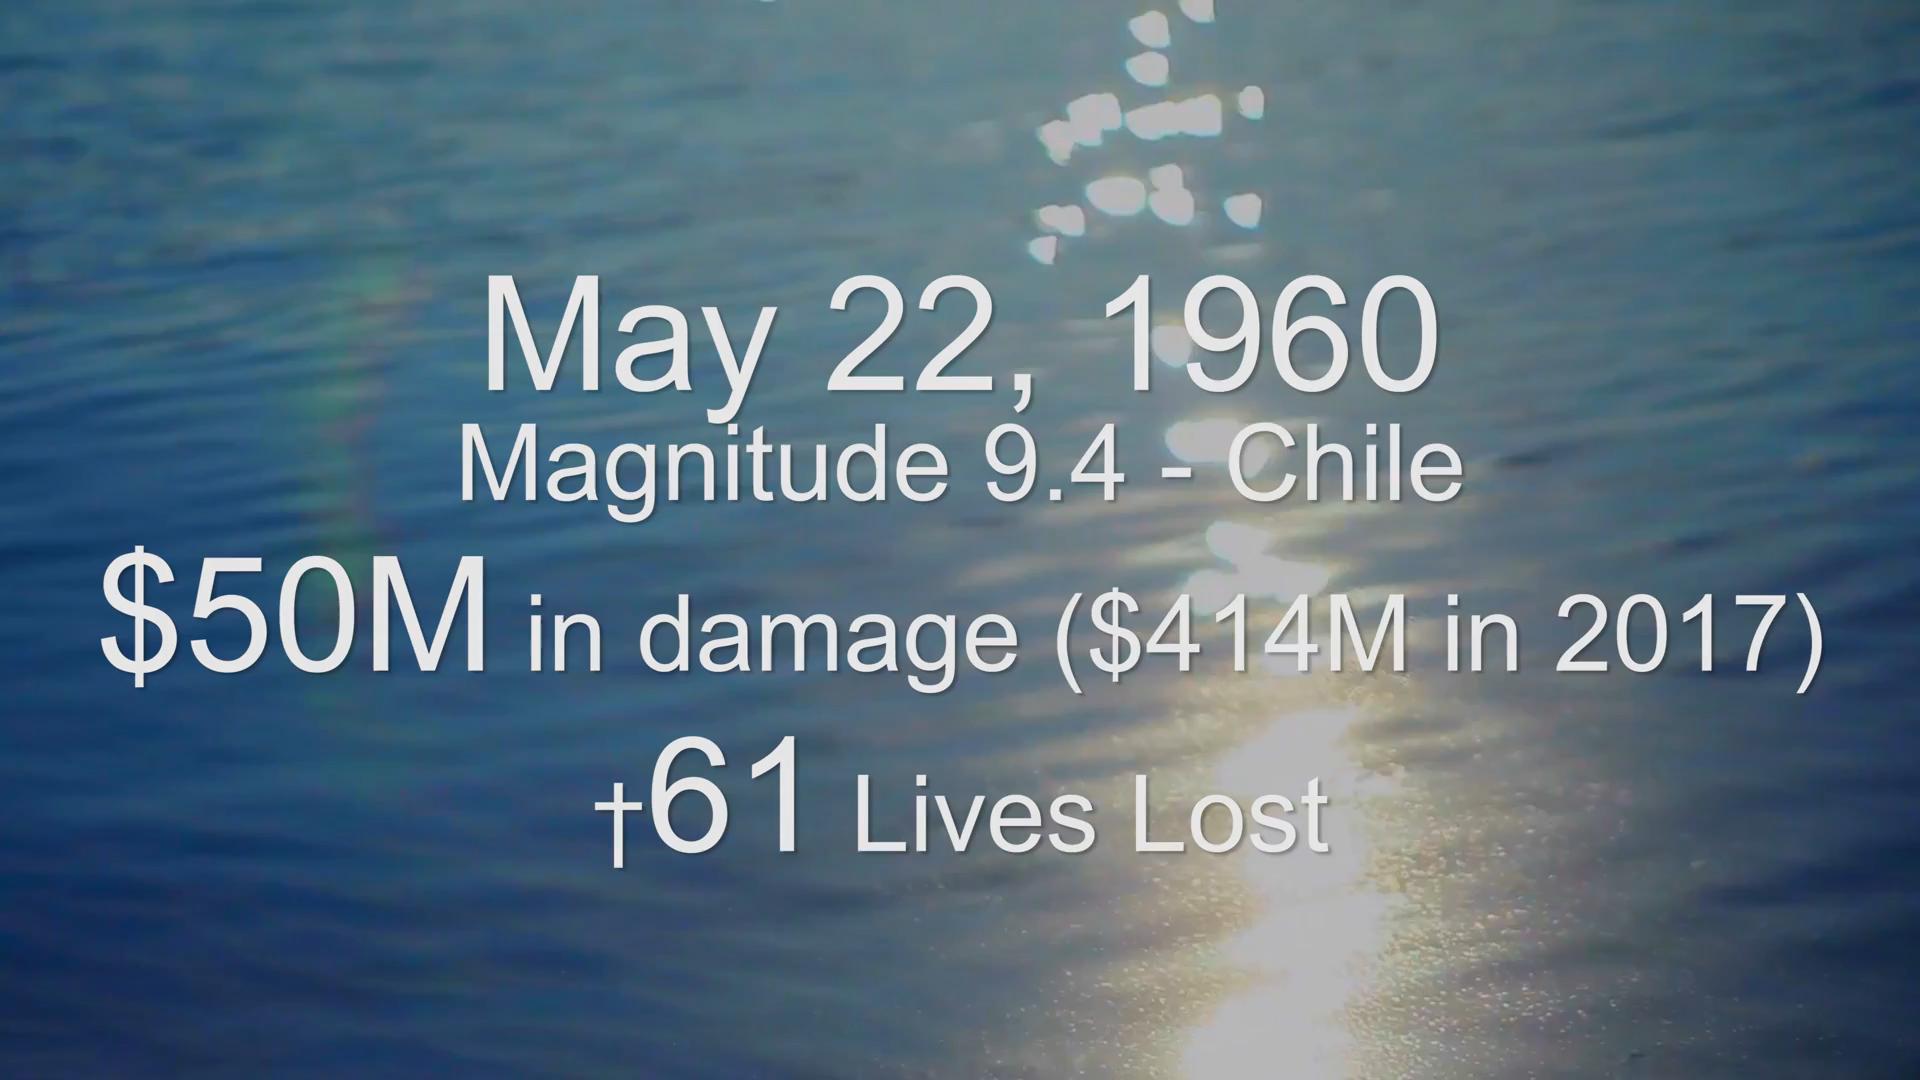 May 22, 1960
Magnitude 9.4 - Chile
$50M in damage ($414M in 2017)
†61 Lives Lost